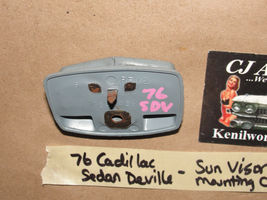 76
SDV
CJ A
Kenilwor
76 Cadillac
Sedan Deville - Sun Visor
mounting C